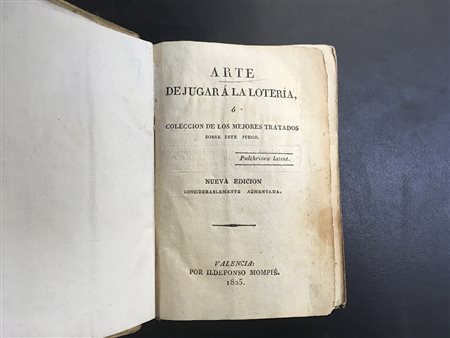 ARTE
DE JUGAR Á LA LOTERÍA,
ó
COLECCION DE LOS MEJORES TRATADOS
SOBRE ESTE JUEGO.
Pulchriora latent.
NUEVA EDICION
CONSIDERABLEMENTE AUMENTADA.
VALENCIA:
POR ILDEFONSO MOMPIÉ.
1825.